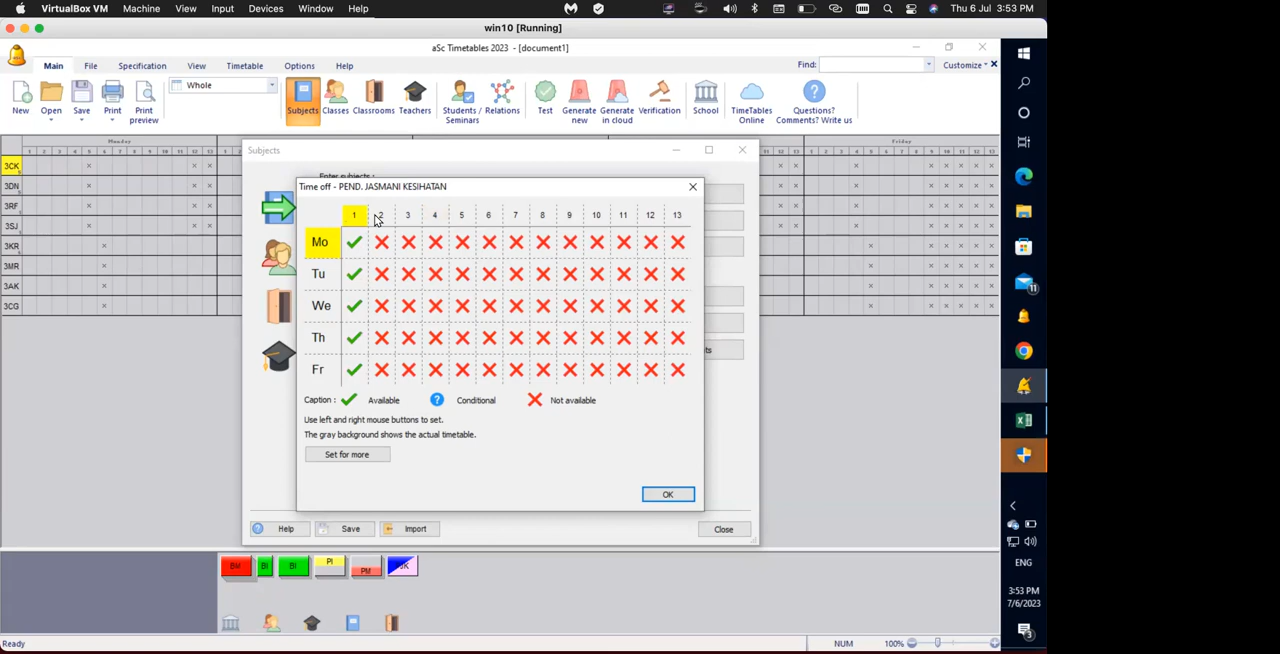 VirtualBox VM Machine View Input Devices Window Help Thu 6 Jul 3:53 PM
win10 [Running]
aSc Timetables 2023 - [document1]
Main File Specification View Timetable Options Help Find: Customize
Whole
New Open Save Print Print preview Subjects Classes Classrooms Teachers Students / Seminars Relations Test Generate new Generate in cloud Verification School TimeTables Online Questions? Comments? Write us
Monday Friday
Subjects
Enter subjects :
3CK
3DN
3RF
3SJ
3KR
3MR
3AK
3CG
Time off - PEND. JASMANI KESIHATAN
1 2 3 4 5 6 7 8 9 10 11 12 13
Mo
Tu
We
Th
Fr
Caption : Available ? Conditional Not available
Use left and right mouse buttons to set.
The gray background shows the actual timetable.
Set for more
OK
? Help Save Import Close
BM BI BI PI PM
11
ENG
3:53 PM
7/6/2023
3
Ready NUM 100%